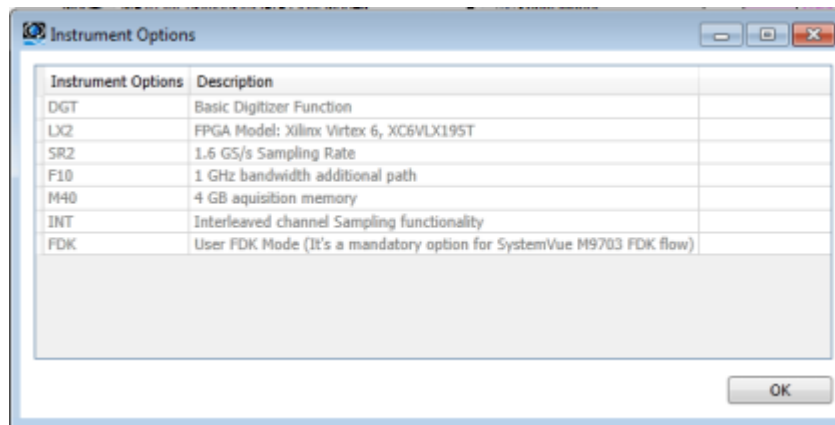 Instrument Options
Instrument Options Description
DGT Basic Digitizer Function
LX2 FPGA Model: Xilinx Virtex 6, XC6VLX195T
SR2 1.6 GS/s Sampling Rate
F10 1 GHz bandwidth additional path
M40 4 GB aquisition memory
INT Interleaved channel Sampling functionality
FDK User FDK Mode (It's a mandatory option for SystemVue M9703 FDK flow)
OK